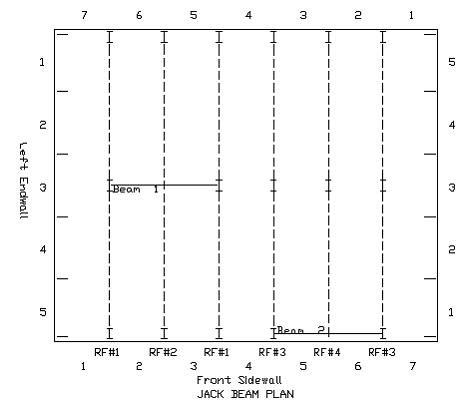 7 6 5 4 3 2 1
1 5
2 4
Left Endwall
3 3
Beam 1
4 2
5 1
Beam 2
RF#1 RF#2 RF#1 RF#3 RF#4 RF#3
1 2 3 4 5 6 7
Front Sidewall
JACK BEAM PLAN